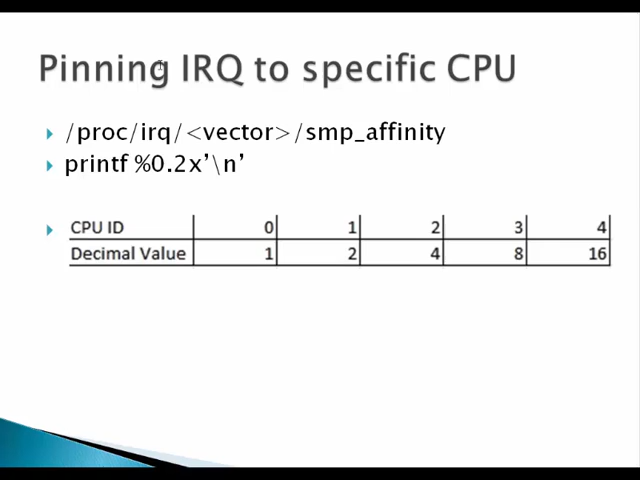 Pinning IRQ to specific CPU
/proc/irq/<vector>/smp_affinity
printf %0.2x’\n’
CPU ID 0 1 2 3 4
Decimal Value 1 2 4 8 16